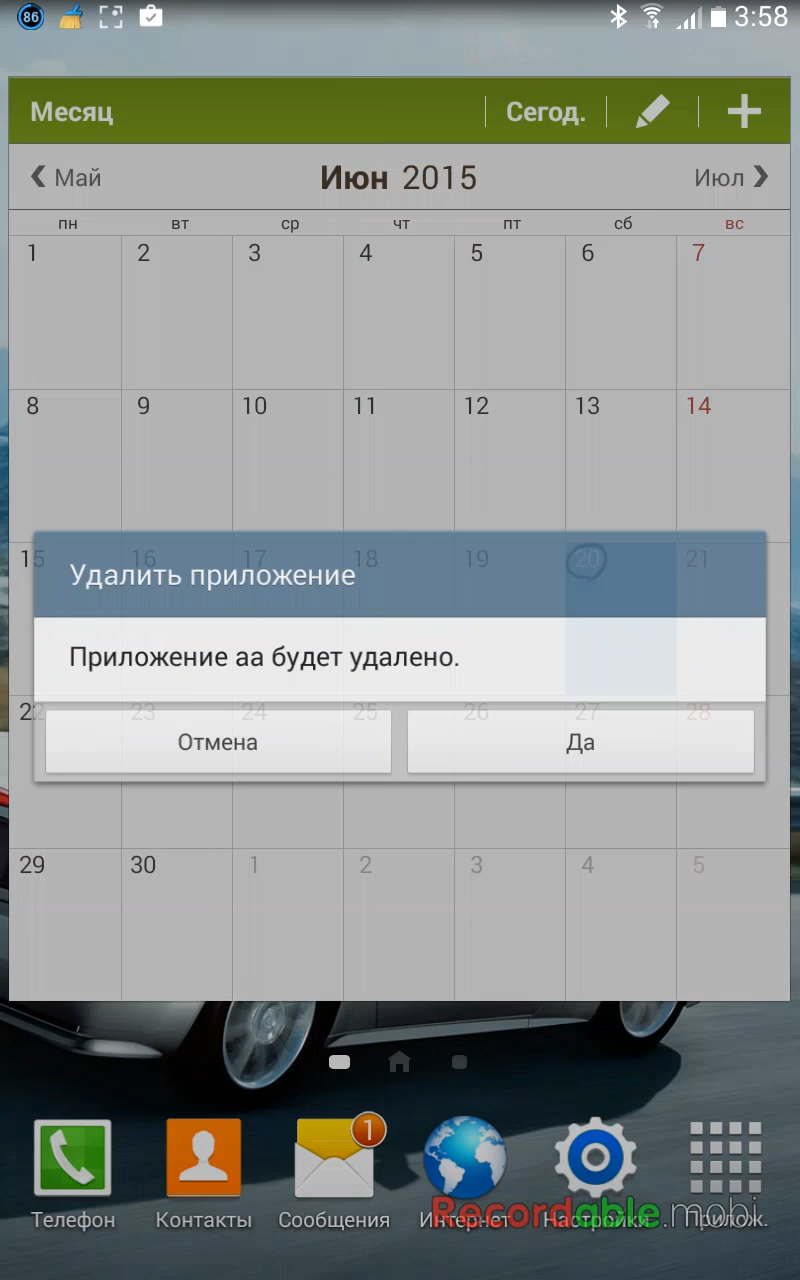 86
3:58
Месяц Сегод.
Май Июн 2015 Июл
пн вт ср чт пт сб вс
1 2 3 4 5 6 7
8 9 10 11 12 13 14
15 16 17 18 19 20 21
Удалить приложение
Приложение аа будет удалено.
22 23 24 25 26 27 28
Отмена Да
29 30 1 2 3 4 5
1
Телефон Контакты Сообщения Интернет Настройки Прилож.
Recordable.mobi